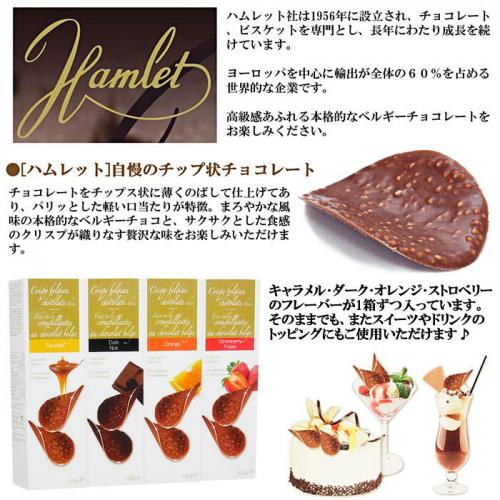 Hamlet
ハムレット社は1956年に設立され、チョコレート
、ビスケットを専門とし、長年にわたり成長を続
けています。
ヨーロッパを中心に輸出が全体の６０％を占める
世界的な企業です。
高級感あふれる本格的なベルギーチョコレートを
お楽しみください。
●[ハムレット]自慢のチップ状チョコレート
チョコレートをチップス状に薄くのばして仕上げてあ
り、パリッとした軽い口当たりが特徴。まろやかな風
味の本格的なベルギーチョコと、サクサクとした食感
のクリスプが織りなす贅沢な味をお楽しみいただけま
す。
キャラメル・ダーク・オレンジ・ストロベリー
のフレーバーが1箱ずつ入っています。
そのままでも、またスイーツやドリンクの
トッピングにもご使用いただけます♪
Caramel
Dark
Noir
Orange
Strawberry
Fraise